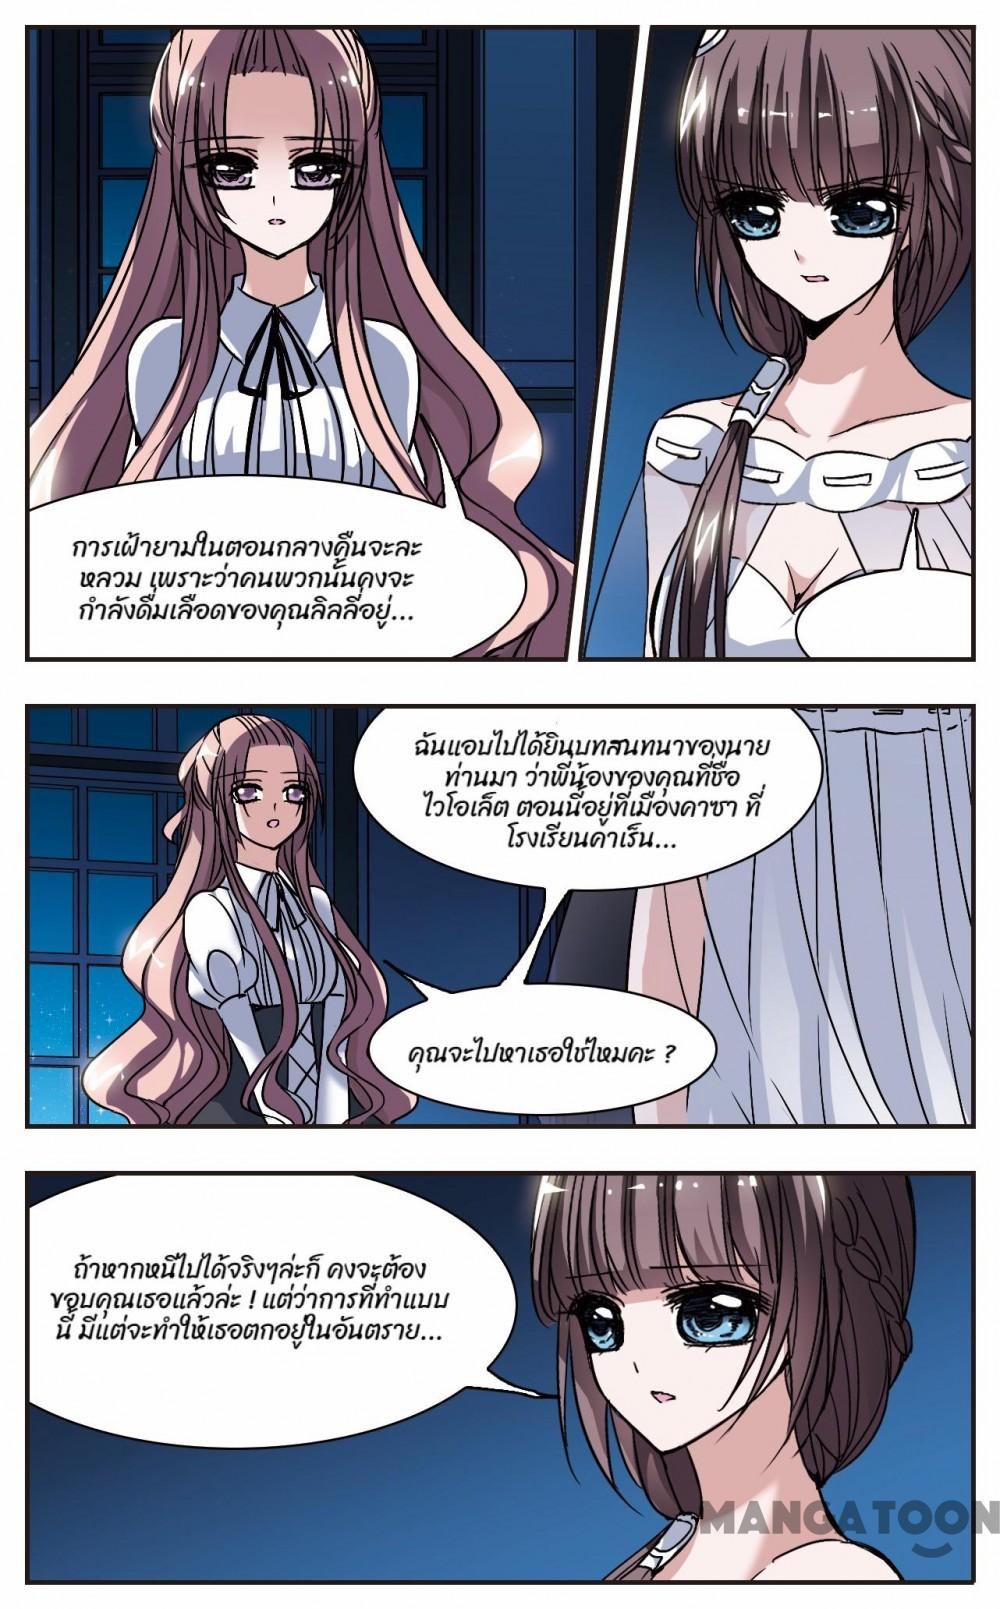 การเฝ้ายามในตอนกลางคืนจะละ
หลวม เพราะว่าคนพวกนั้นคงจะ
กำลังดื่มเลือดของคุณลิลลี่อยู่...
ฉันแอบไปได้ยินบทสนทนาของนาย
ท่านมา ว่าพี่น้องของคุณที่ชื่อ
ไวโอเล็ต ตอนนี้อยู่ที่เมืองคาซา ที่
โรงเรียนคาเร็น...
คุณจะไปหาเธอใช่ไหมคะ ?
ถ้าหากหนีไปได้จริงๆล่ะก็ คงจะต้อง
ขอบคุณเธอแล้วล่ะ ! แต่ว่าการที่ทำแบบ
นี้ มีแต่จะทำให้เธอตกอยู่ในอันตราย...
MANGATOON